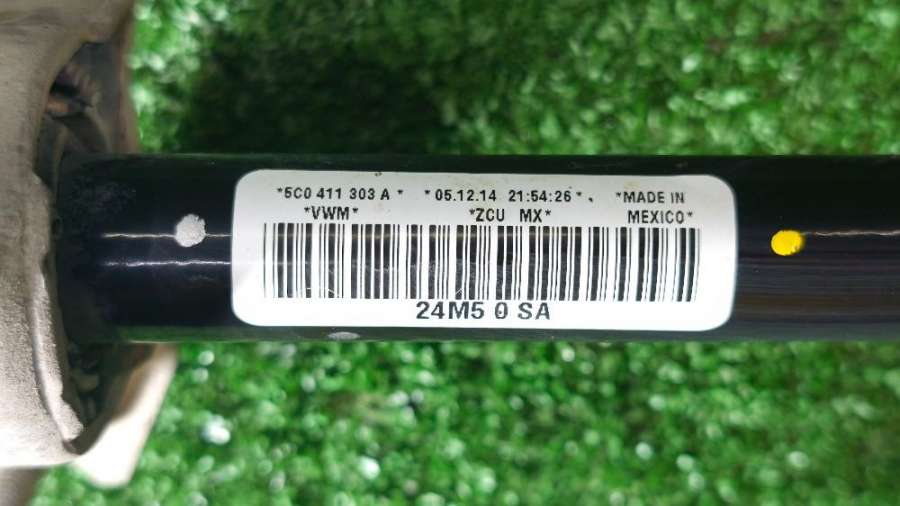 *5C0 411 303 A * *05.12.14 21:54:26 * . *MADE IN
*VWM* *ZCU MX* MEXICO*
24M5 0 SA